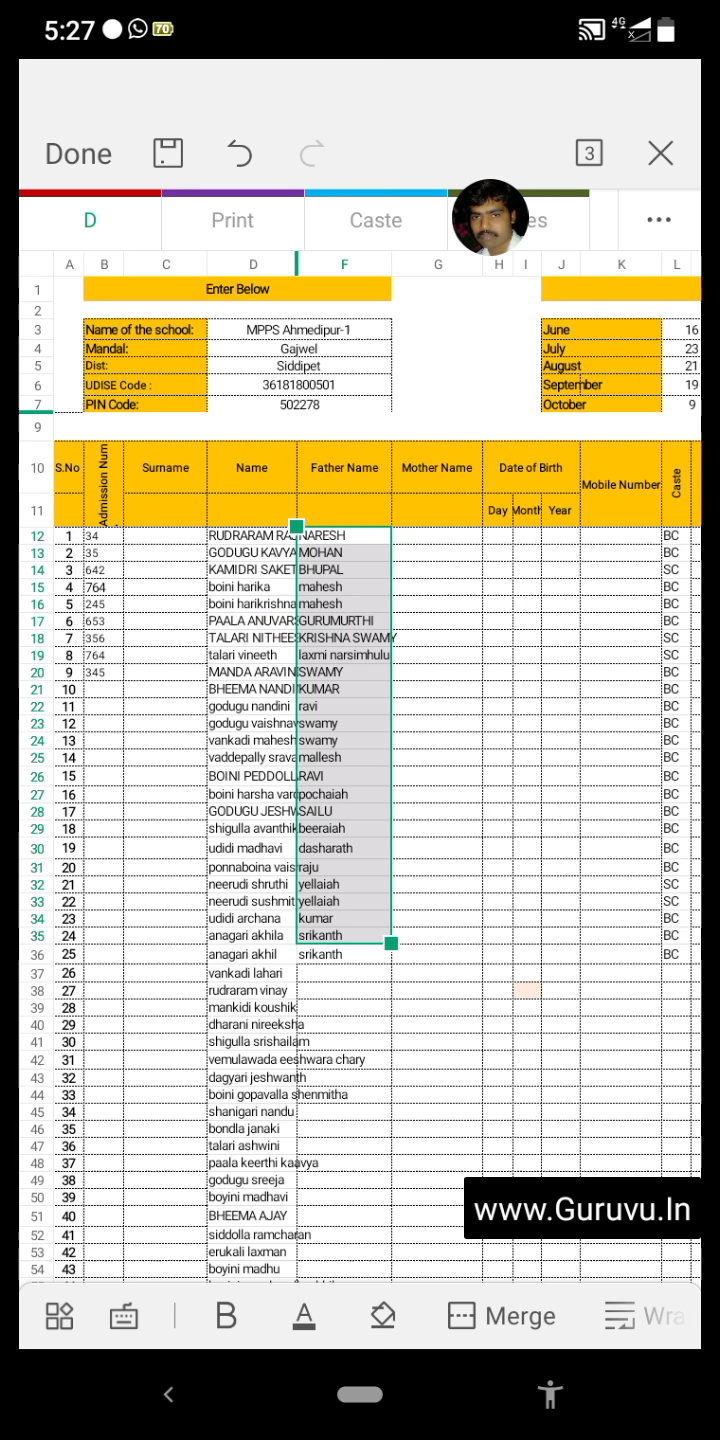 5:27 70 4G x
Done 3
D Print Caste es
A B C D F G H I J K L
1 Enter Below
2
3 Name of the school: MPPS Ahmedipur-1 June 16
4 Mandal: Gajwel July 23
5 Dist: Siddipet August 21
6 UDISE Code : 36181800501 September 19
7 PIN Code: 502278 October 9
9
10 S.No Admission Num Surname Name Father Name Mother Name Date of Birth Mobile Number Caste
11 Day Month Year
12 1 34 RUDRARAM RA NARESH BC
13 2 35 GODUGU KAVYA MOHAN BC
14 3 642 KAMIDRI SAKET BHUPAL SC
15 4 764 boini harika mahesh BC
16 5 245 boini harikrishna mahesh BC
17 6 653 PAALA ANUVAR GURUMURTHI BC
18 7 356 TALARI NITHEE KRISHNA SWAMY SC
19 8 764 talari vineeth laxmi narsimhulu SC
20 9 345 MANDA ARAVIN SWAMY BC
21 10 BHEEMA NANDI KUMAR BC
22 11 godugu nandini ravi BC
23 12 godugu vaishnav swamy BC
24 13 vankadi mahesh swamy BC
25 14 vaddepally srava mallesh BC
26 15 BOINI PEDDOLL RAVI BC
27 16 boini harsha var pochaiah BC
28 17 GODUGU JESHW SAILU BC
29 18 shigulla avanthik beeraiah BC
30 19 udidi madhavi dasharath BC
31 20 ponnaboina vais raju BC
32 21 neerudi shruthi yellaiah SC
33 22 neerudi sushmit yellaiah SC
34 23 udidi archana kumar BC
35 24 anagari akhila srikanth BC
36 25 anagari akhil srikanth BC
37 26 vankadi lahari
38 27 rudraram vinay
39 28 mankidi koushik
40 29 dharani nireeksha
41 30 shigulla srishailam
42 31 vemulawada eeshwara chary
43 32 dagyari jeshwanth
44 33 boini gopavalla shenmitha
45 34 shanigari nandu
46 35 bondla janaki
47 36 talari ashwini
48 37 paala keerthi kaavya
49 38 godugu sreeja
50 39 boyini madhavi
51 40 BHEEMA AJAY
52 41 siddolla ramcharan
53 42 erukali laxman
54 43 boyini madhu
www.Guruvu.In
B A Merge Wra